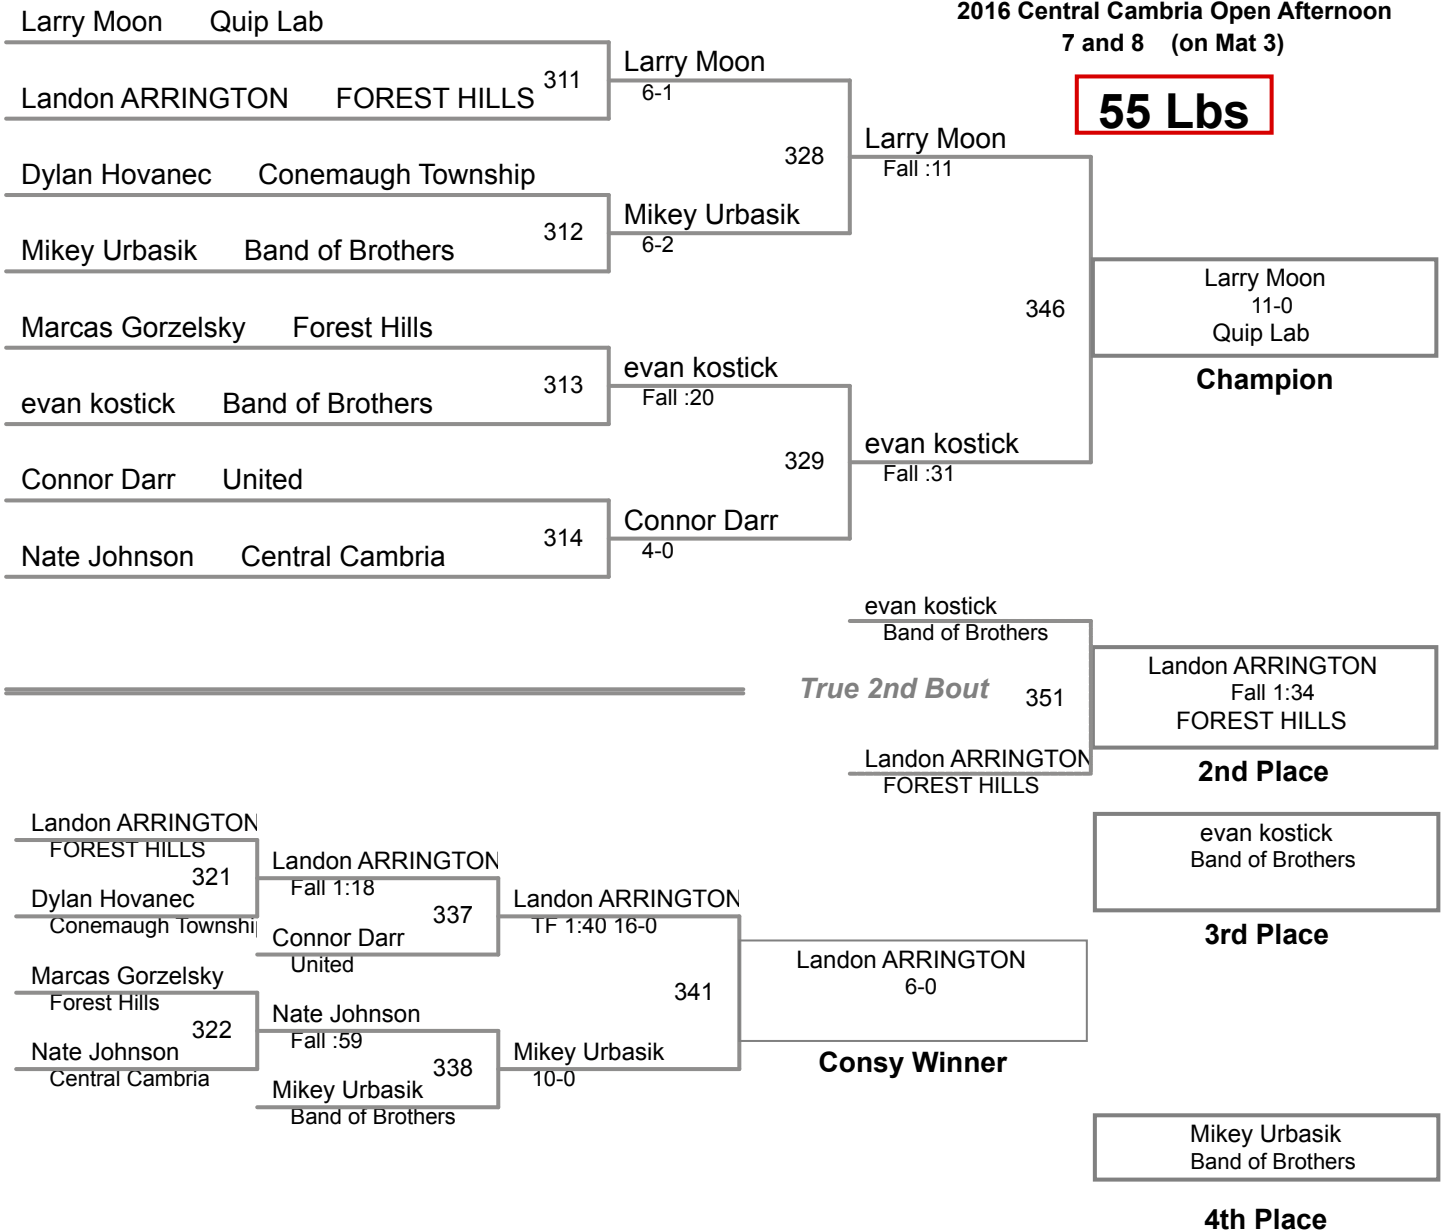 2016 Central Cambria Open Afternoon
7 and 8 (on Mat 3)
55 Lbs
Larry Moon Quip Lab
311
Landon ARRINGTON FOREST HILLS
Larry Moon
6-1
328
Larry Moon
Fall :11
Dylan Hovanec Conemaugh Township
312
Mikey Urbasik Band of Brothers
Mikey Urbasik
6-2
346
Larry Moon
11-0
Quip Lab
Champion
Marcas Gorzelsky Forest Hills
313
evan kostick Band of Brothers
evan kostick
Fall :20
329
evan kostick
Fall :31
Connor Darr United
314
Nate Johnson Central Cambria
Connor Darr
4-0
evan kostick
Band of Brothers
True 2nd Bout
351
Landon ARRINGTON
FOREST HILLS
Landon ARRINGTON
Fall 1:34
FOREST HILLS
2nd Place
evan kostick
Band of Brothers
3rd Place
Landon ARRINGTON
FOREST HILLS
321
Dylan Hovanec
Conemaugh Townshi
Landon ARRINGTON
Fall 1:18
337
Connor Darr
United
Landon ARRINGTON
TF 1:40 16-0
Marcas Gorzelsky
Forest Hills
322
Nate Johnson
Central Cambria
Nate Johnson
Fall :59
338
Mikey Urbasik
Band of Brothers
Mikey Urbasik
10-0
341
Landon ARRINGTON
6-0
Consy Winner
Mikey Urbasik
Band of Brothers
4th Place